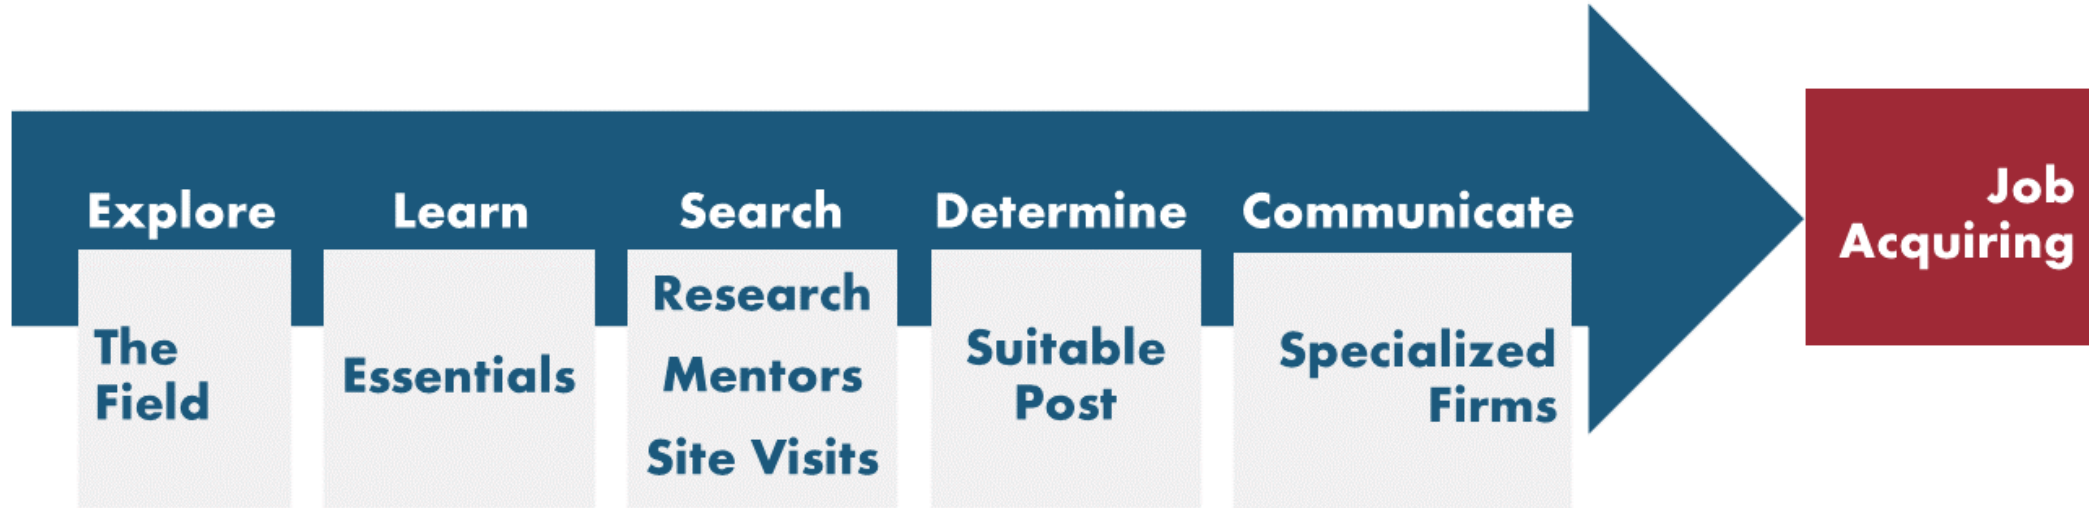 Explore
The
Field
Learn
Essentials
Search
Research
Mentors
Site Visits
Determine
Suitable
Post
Communicate
Specialized
Firms
Job
Acquiring